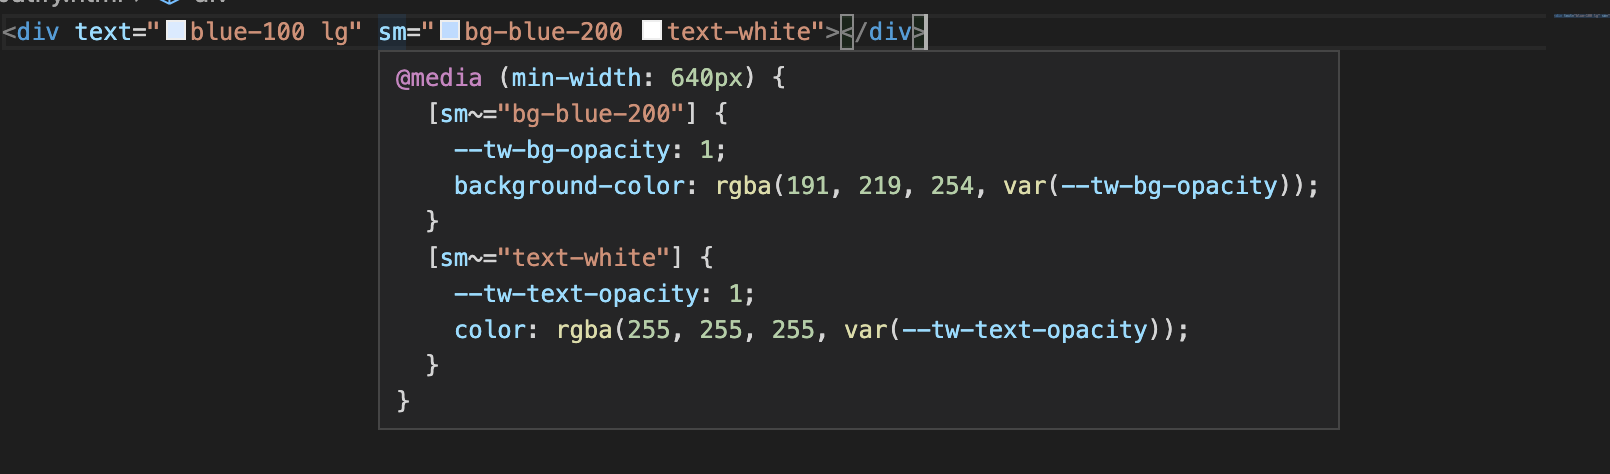 <div text="blue-100 lg" sm="bg-blue-200 text-white"></div>
@media (min-width: 640px) {
[sm~="bg-blue-200"] {
--tw-bg-opacity: 1;
background-color: rgba(191, 219, 254, var(--tw-bg-opacity));
}
[sm~="text-white"] {
--tw-text-opacity: 1;
color: rgba(255, 255, 255, var(--tw-text-opacity));
}
}